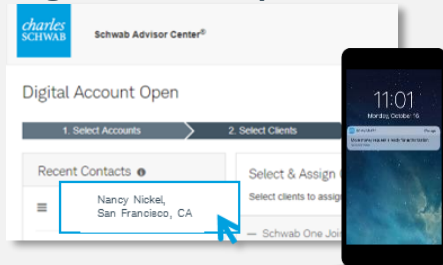 charles
SCHWAB
Schwab Advisor Center®
Digital Account Open
1. Select Accounts
2. Select Clients
Recent Contacts
Select & Assign
Select clients to assig
Nancy Nickel,
San Francisco, CA
— Schwab One Joi
11:01
Monday, October 16